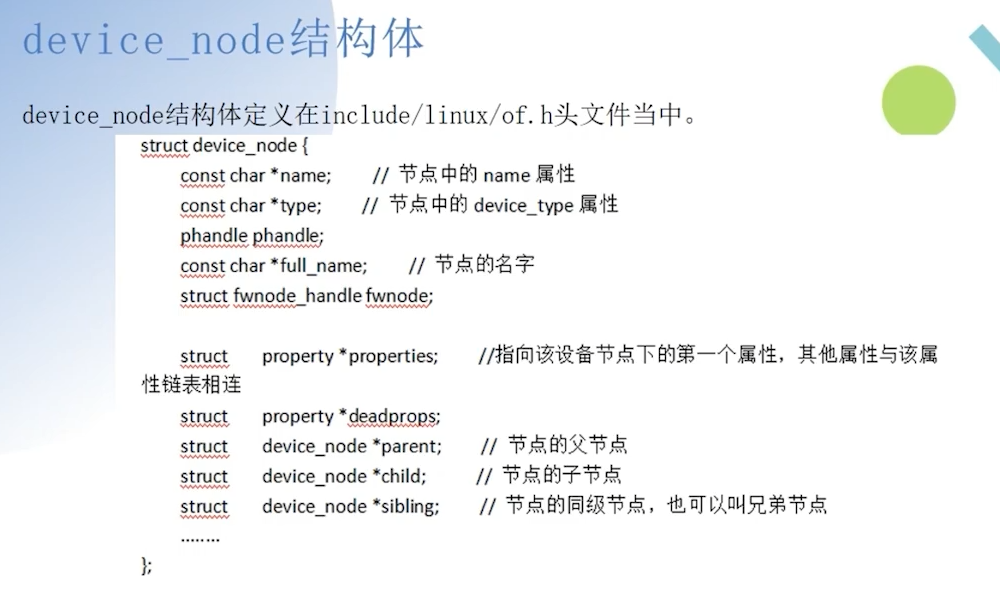 device_node结构体
device_node结构体定义在include/linux/of.h头文件当中。
struct device_node {
const char *name; // 节点中的 name 属性
const char *type; // 节点中的 device_type 属性
phandle phandle;
const char *full_name; // 节点的名字
struct fwnode_handle fwnode;
struct property *properties; //指向该设备节点下的第一个属性，其他属性与该属
性链表相连
struct property *deadprops;
struct device_node *parent; // 节点的父节点
struct device_node *child; // 节点的子节点
struct device_node *sibling; // 节点的同级节点，也可以叫兄弟节点
........
};